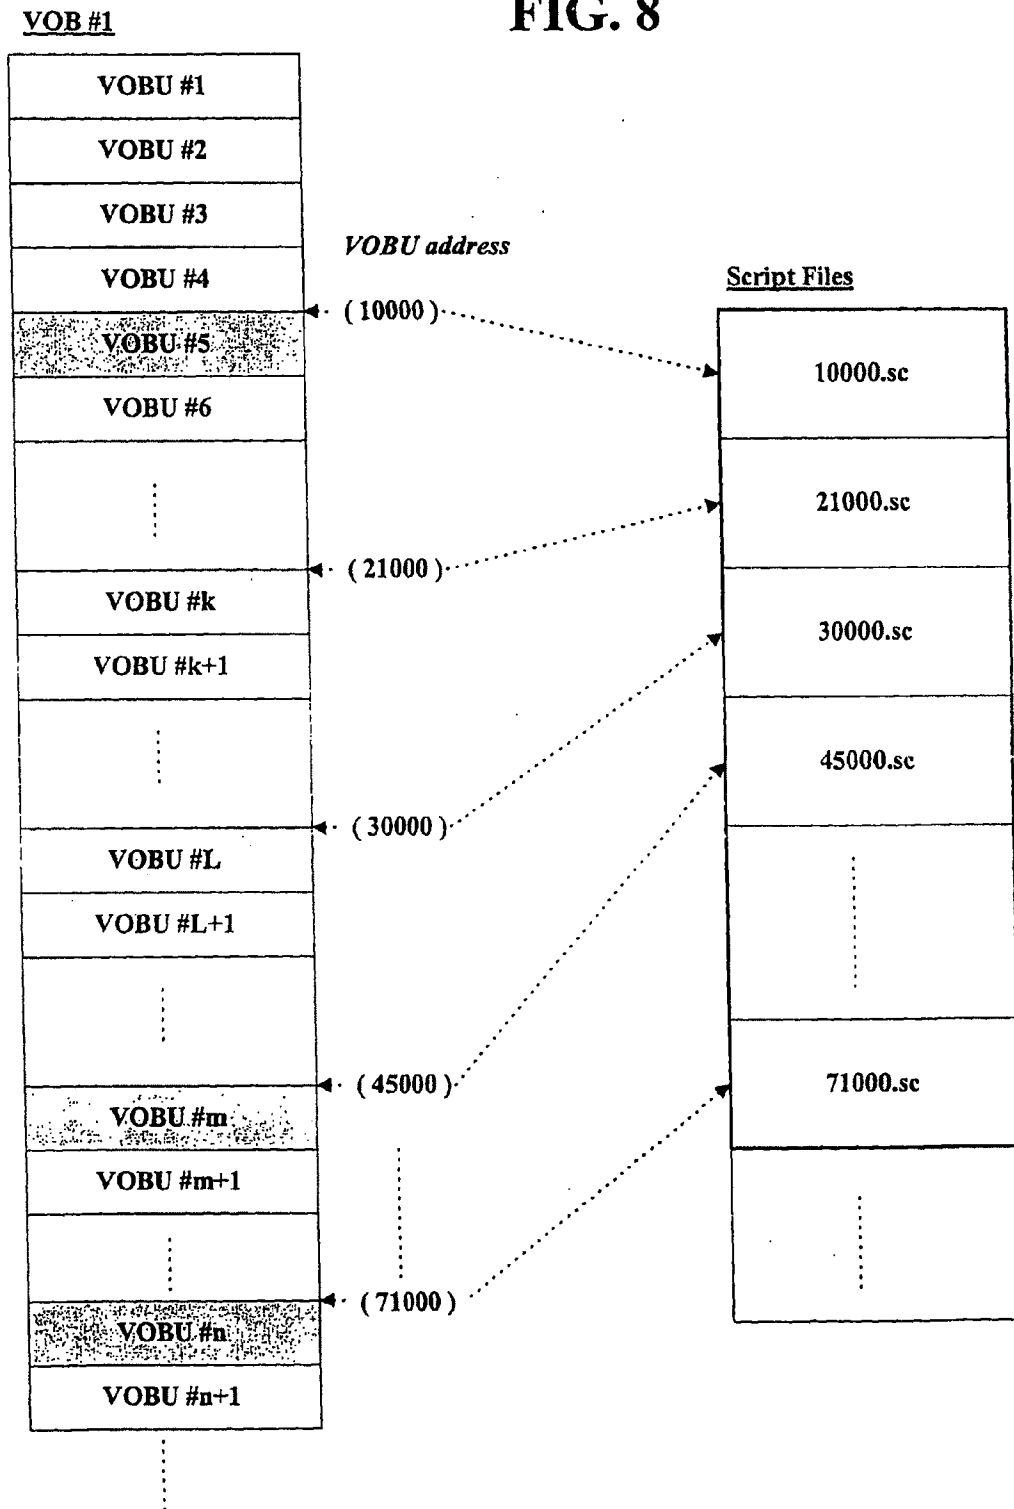 FIG. 8
VOB #1
VOBU #1
VOBU #2
VOBU #3
VOBU #4
VOBU #5
VOBU #6
VOBU #k
VOBU #k+1
VOBU #L
VOBU #L+1
VOBU #m
VOBU #m+1
VOBU #n
VOBU #n+1
VOBU address
( 10000 )
( 21000 )
( 30000 )
( 45000 )
( 71000 )
Script Files
10000.sc
21000.sc
30000.sc
45000.sc
71000.sc